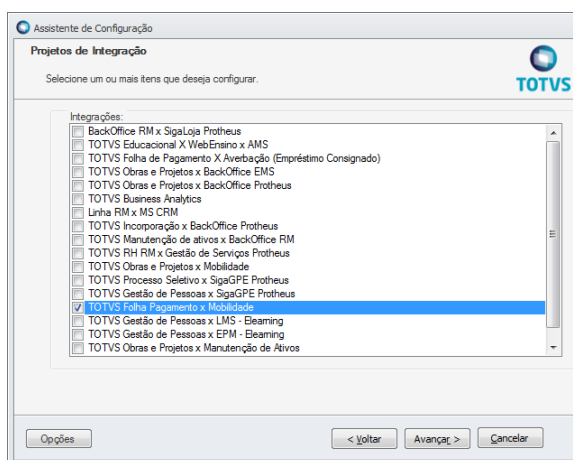 Assistente de Configuração
Projetos de Integração
Selecione um ou mais itens que deseja configurar.
TOTVS
Integrações:
BackOffice RM x SigaLoja Protheus
TOTVS Educacional X WebEnsino x AMS
TOTVS Folha de Pagamento X Averbação (Empréstimo Consignado)
TOTVS Obras e Projetos x BackOffice EMS
TOTVS Obras e Projetos x BackOffice Protheus
TOTVS Business Analytics
Linha RM x MS CRM
TOTVS Incorporação x BackOffice Protheus
TOTVS Manutenção de ativos x BackOffice RM
TOTVS RH RM x Gestão de Serviços Protheus
TOTVS Obras e Projetos x Mobilidade
TOTVS Processo Seletivo x SigaGPE Protheus
TOTVS Gestão de Pessoas x SigaGPE Protheus
TOTVS Folha Pagamento x Mobilidade
TOTVS Gestão de Pessoas x LMS - Elearning
TOTVS Gestão de Pessoas x EPM - Elearning
TOTVS Obras e Projetos x Manutenção de Ativos
Opções < Voltar Avançar > Cancelar